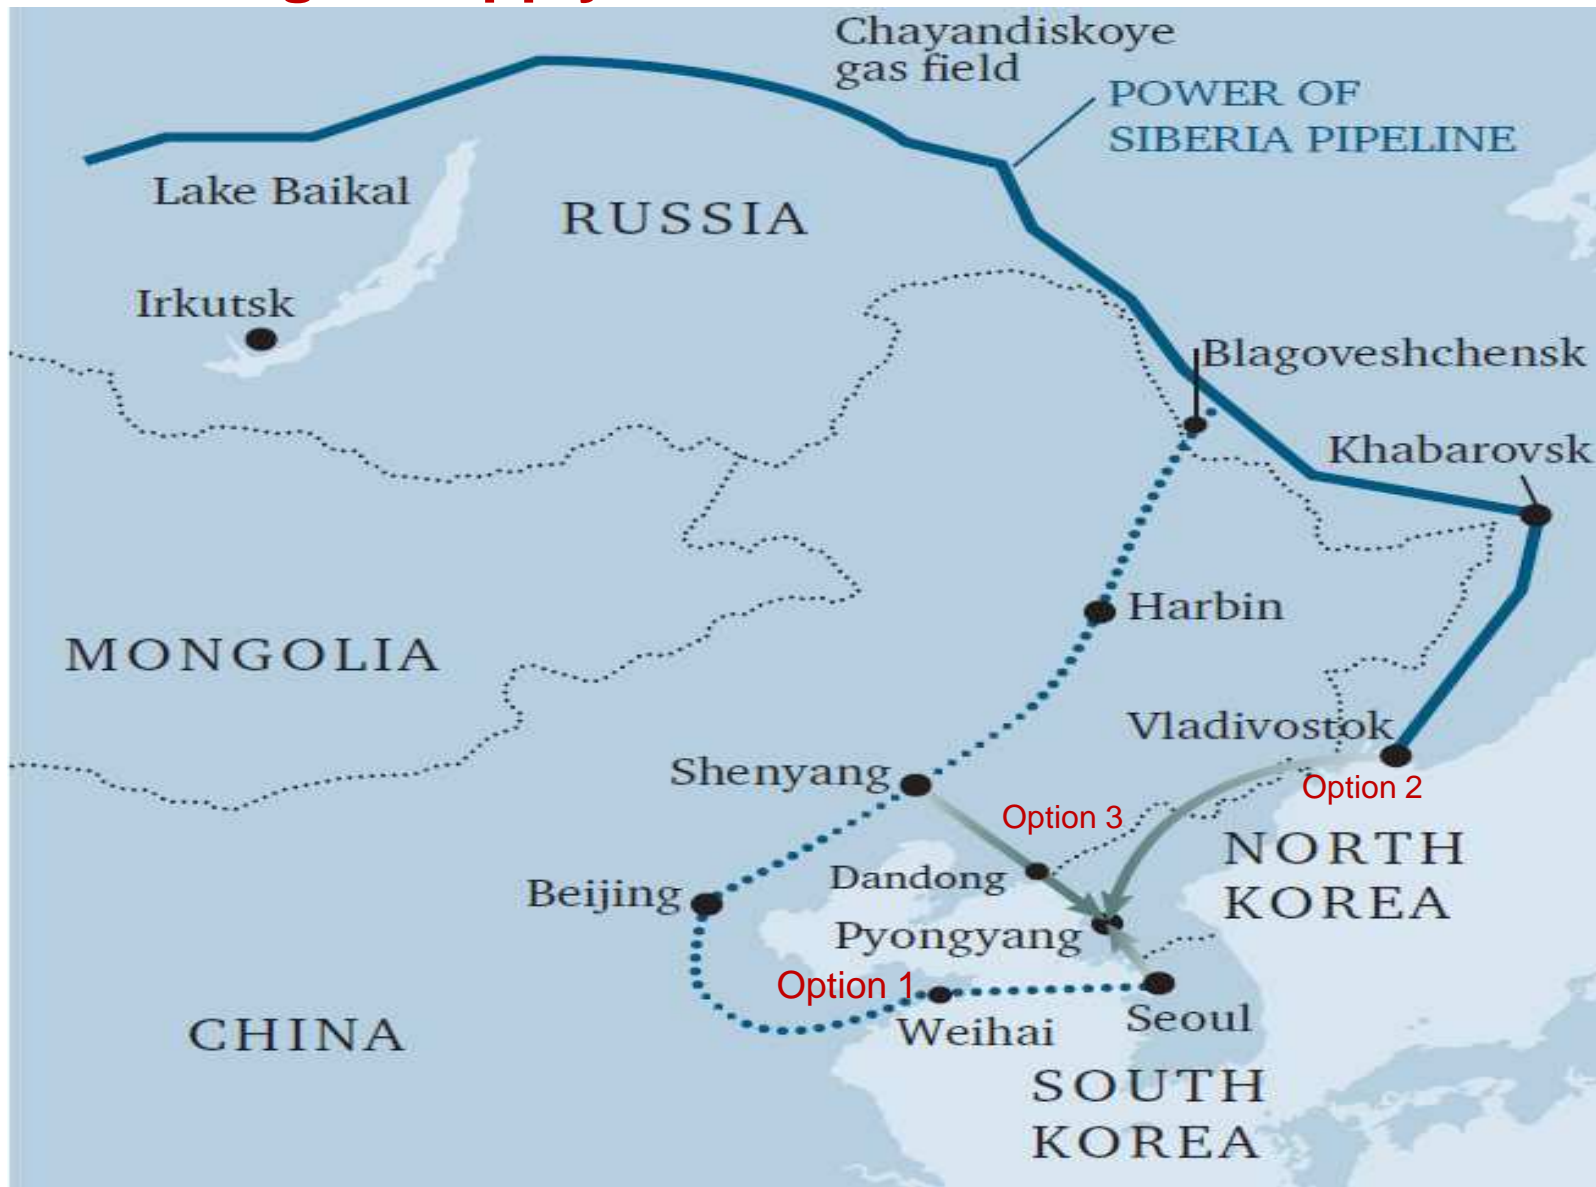 Chayandiskoye
gas field
POWER OF
SIBERIA PIPELINE
Lake Baikal
RUSSIA
Irkutsk
Blagoveshchensk
Khabarovsk
Harbin
MONGOLIA
Vladivostok
Shenyang
Option 2
Option 3
NORTH
KOREA
Dandong
Beijing
Pyongyang
Option 1
Weihai
Seoul
CHINA
SOUTH
KOREA